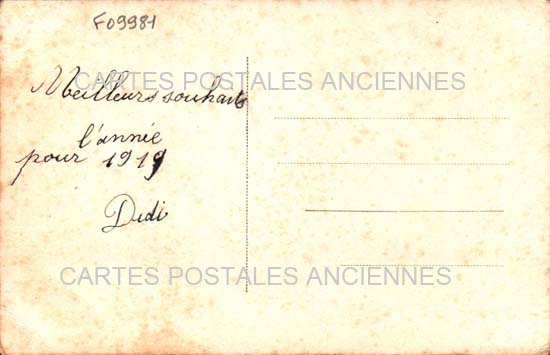 F09981
Meilleurs souhaits
CARTES POSTALES ANCIENNES
l'année
pour 1919
Didi
CARTES POSTALES ANCIENNES